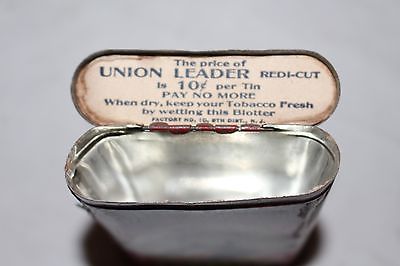 The price of
UNION LEADER REDI-CUT
Is 10¢ per Tin
PAY NO MORE
When dry, keep your Tobacco Fresh
by wetting this Blotter
FACTORY NO. 10, 5TH DIST., N. J.